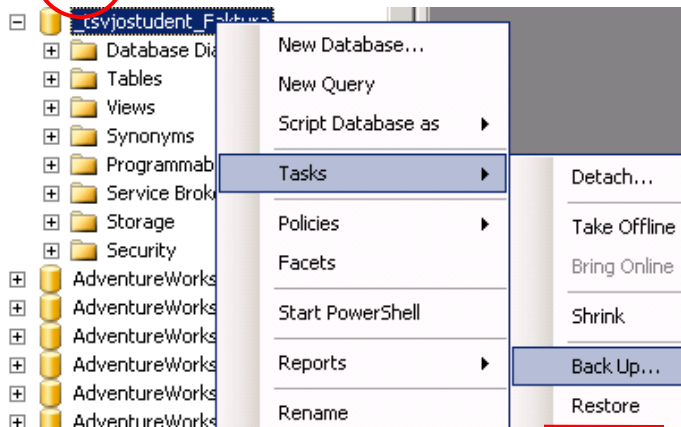 _tsvjostudent_Faktura
Database Dia
Tables
Views
Synonyms
Programmab
Service Brok
Storage
Security
AdventureWorks
AdventureWorks
AdventureWorks
AdventureWorks
AdventureWorks
AdventureWorks
New Database...
New Query
Script Database as
Tasks
Policies
Facets
Start PowerShell
Reports
Rename
Detach...
Take Offline
Bring Online
Shrink
Back Up...
Restore